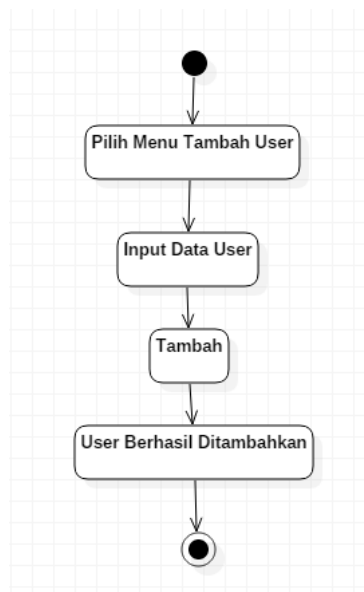 Pilih Menu Tambah User
Input Data User
Tambah
User Berhasil Ditambahkan